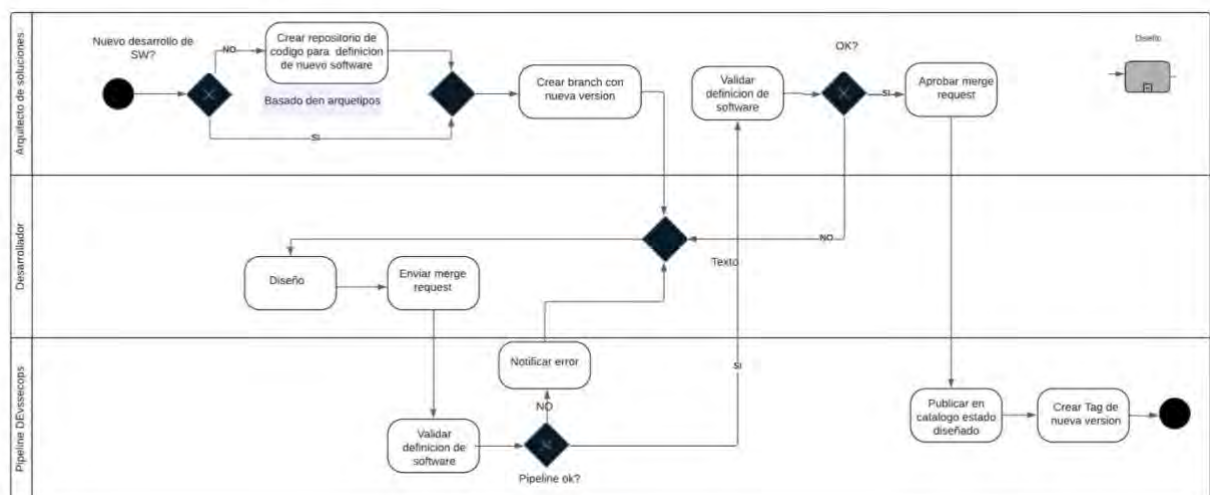 Arquitecto de soluciones
Nuevo desarrollo de
SW?
NO
Crear repositorio de
codigo para definicion
de nuevo software
Basado den arquetipos
SI
Crear branch con
nueva version
Validar
definicion de
software
OK?
SI
Aprobar merge
request
Diseño
Desarrollador
Diseño
Enviar merge
request
Texto
NO
Pipeline DEvssecops
Validar
definicion de
software
Notificar error
NO
Pipeline ok?
SI
Publicar en
catalogo estado
diseñado
Crear Tag de
nueva version